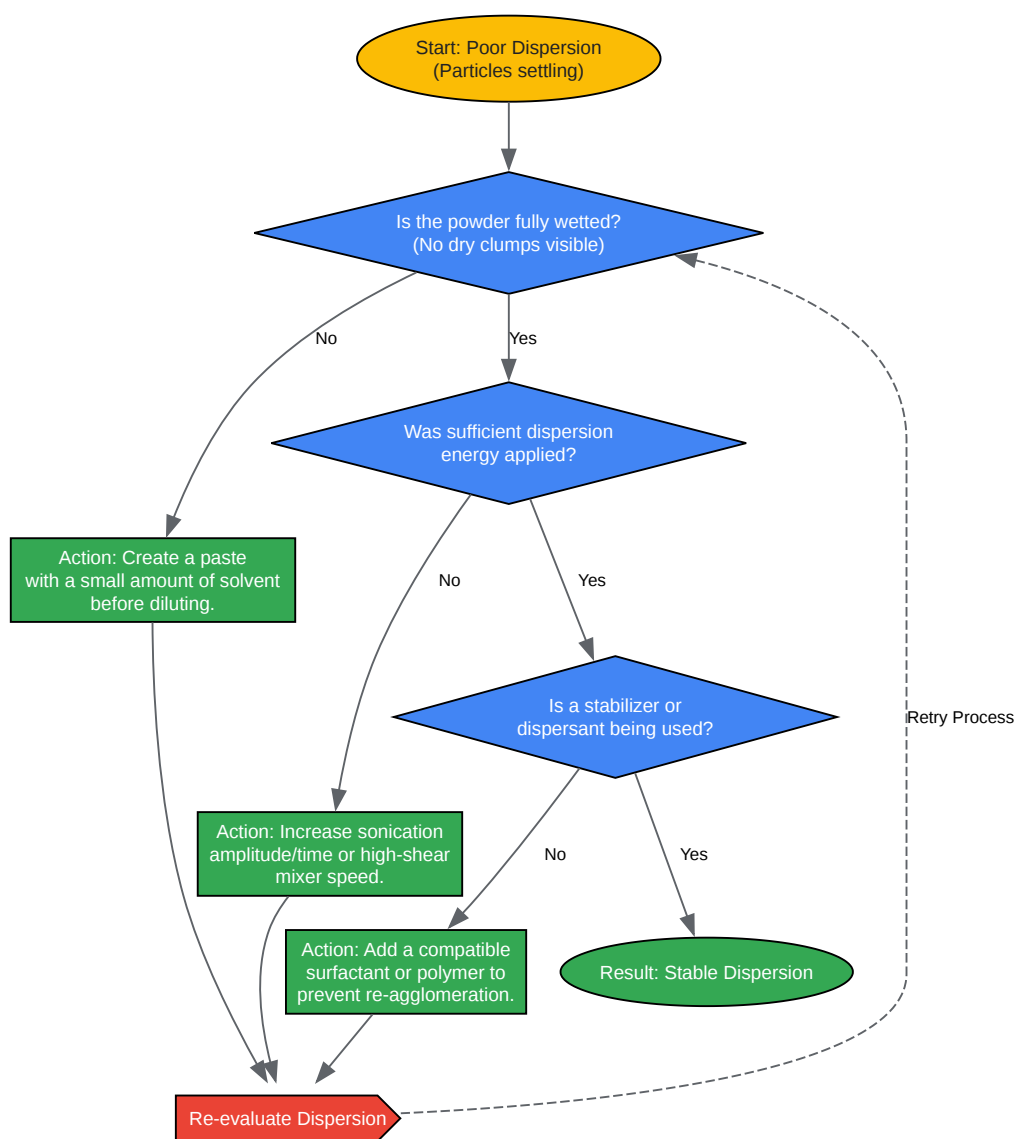 Start: Poor Dispersion
(Particles settling)
Is the powder fully wetted?
(No dry clumps visible)
No
Yes
Was sufficient dispersion
energy applied?
Action: Create a paste
with a small amount of solvent
before diluting.
No
Yes
Is a stabilizer or
dispersant being used?
Retry Process
Action: Increase sonication
amplitude/time or high-shear
mixer speed.
No
Yes
Action: Add a compatible
surfactant or polymer to
prevent re-agglomeration.
Result: Stable Dispersion
Re-evaluate Dispersion